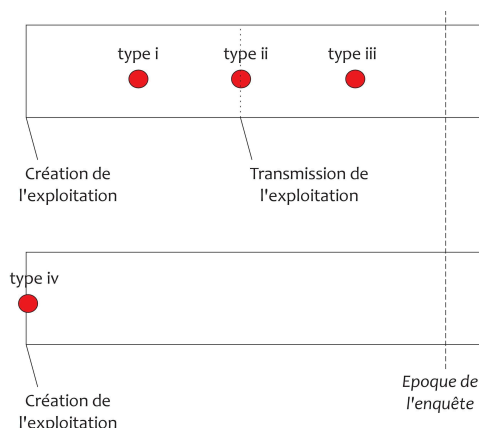 type i
type ii
type iii
Création de
l'exploitation
Transmission de
l'exploitation
type iv
Epoque de
l'enquête
Création de
l'exploitation